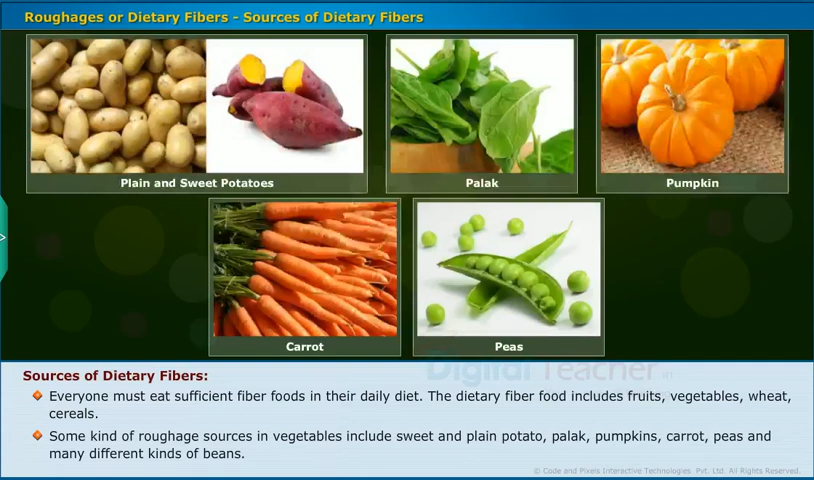 Roughages or Dietary Fibers - Sources of Dietary Fibers
Plain and Sweet Potatoes
Palak
Pumpkin
Carrot
Peas
Digital Teacher
Sources of Dietary Fibers:
Everyone must eat sufficient fiber foods in their daily diet. The dietary fiber food includes fruits, vegetables, wheat,
cereals.
Some kind of roughage sources in vegetables include sweet and plain potato, palak, pumpkins, carrot, peas and
many different kinds of beans.
© Code and Pixels Interactive Technologies Pvt. Ltd. All Rights Reserved.